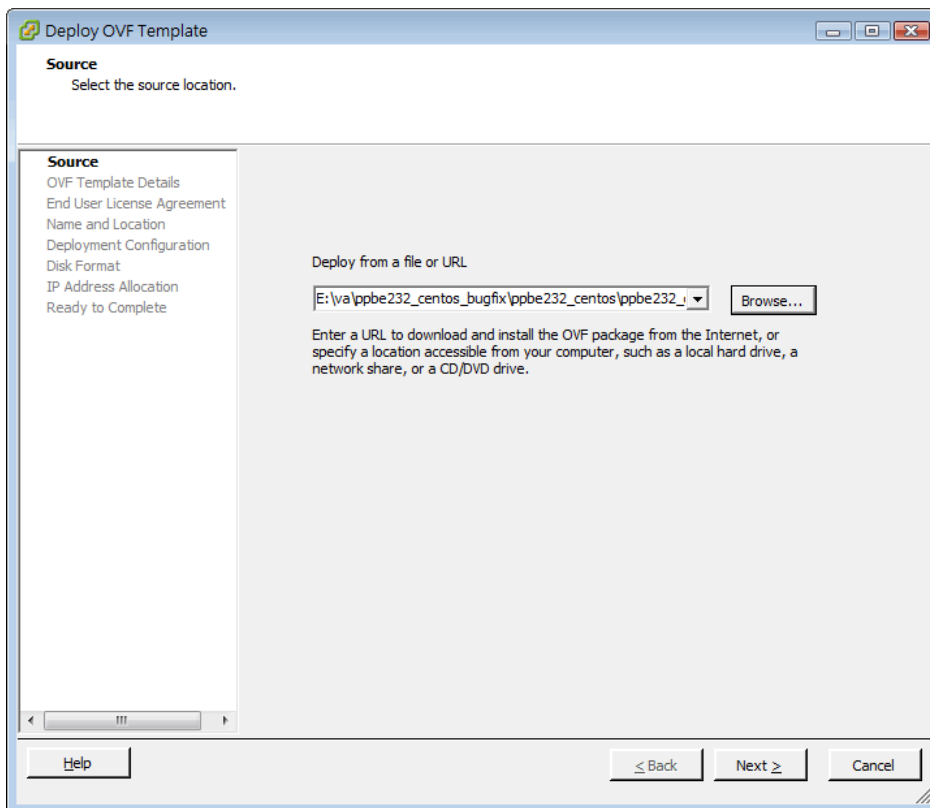 Deploy OVF Template
Source
Select the source location.
Source
OVF Template Details
End User License Agreement
Name and Location
Deployment Configuration
Disk Format
IP Address Allocation
Ready to Complete
Deploy from a file or URL
E:\va\ppbe232_centos_bugfix\ppbe232_centos\ppbe232_
Browse...
Enter a URL to download and install the OVF package from the Internet, or
specify a location accessible from your computer, such as a local hard drive, a
network share, or a CD/DVD drive.
Help
< Back
Next >
Cancel